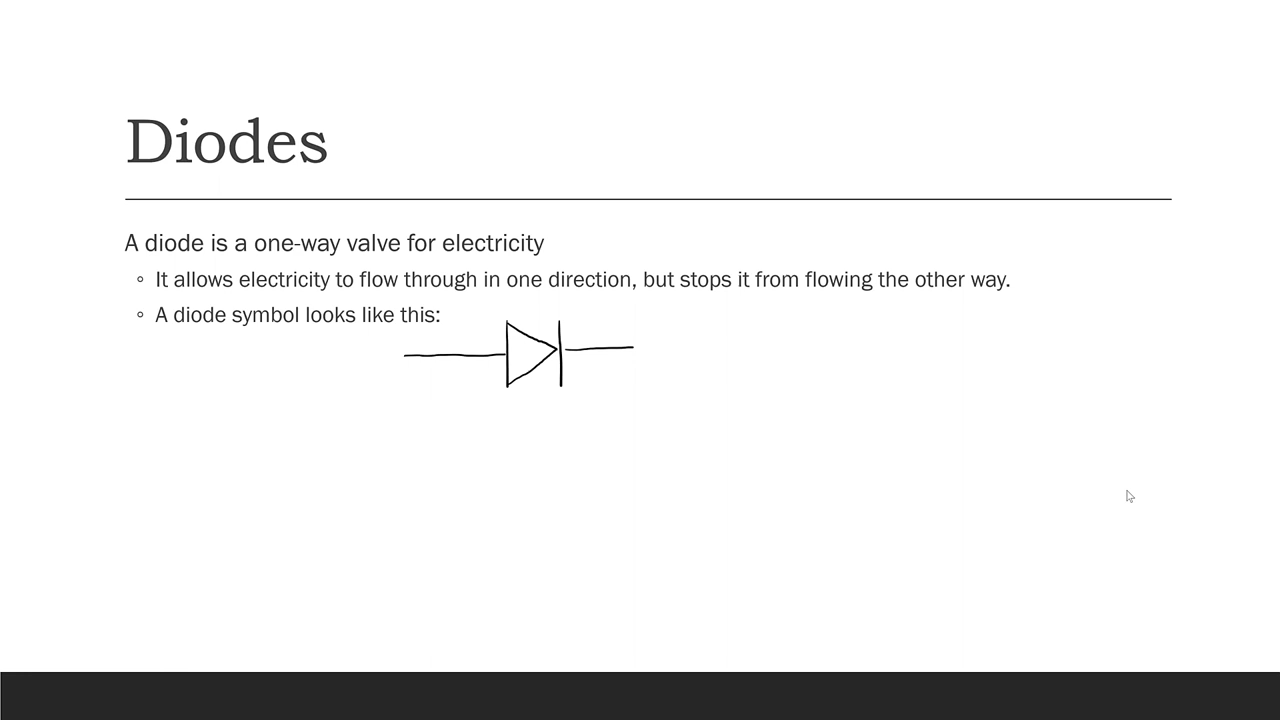 Diodes
A diode is a one-way valve for electricity
◦ It allows electricity to flow through in one direction, but stops it from flowing the other way.
◦ A diode symbol looks like this: